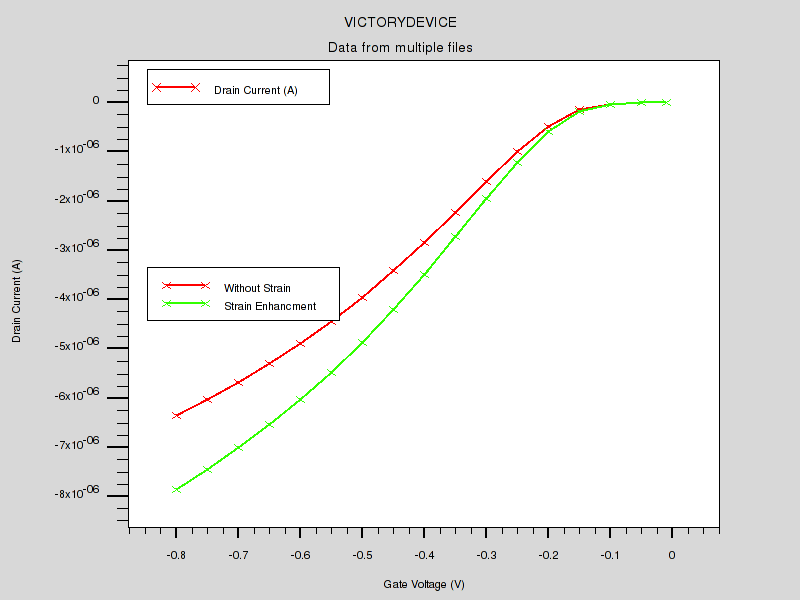 VICTORYDEVICE
Data from multiple files
Drain Current (A)
0
-1x10-06
-2x10-06
-3x10-06
-4x10-06
-5x10-06
-6x10-06
-7x10-06
-8x10-06
Drain Current (A)
Without Strain
Strain Enhancment
-0.8 -0.7 -0.6 -0.5 -0.4 -0.3 -0.2 -0.1 0
Gate Voltage (V)